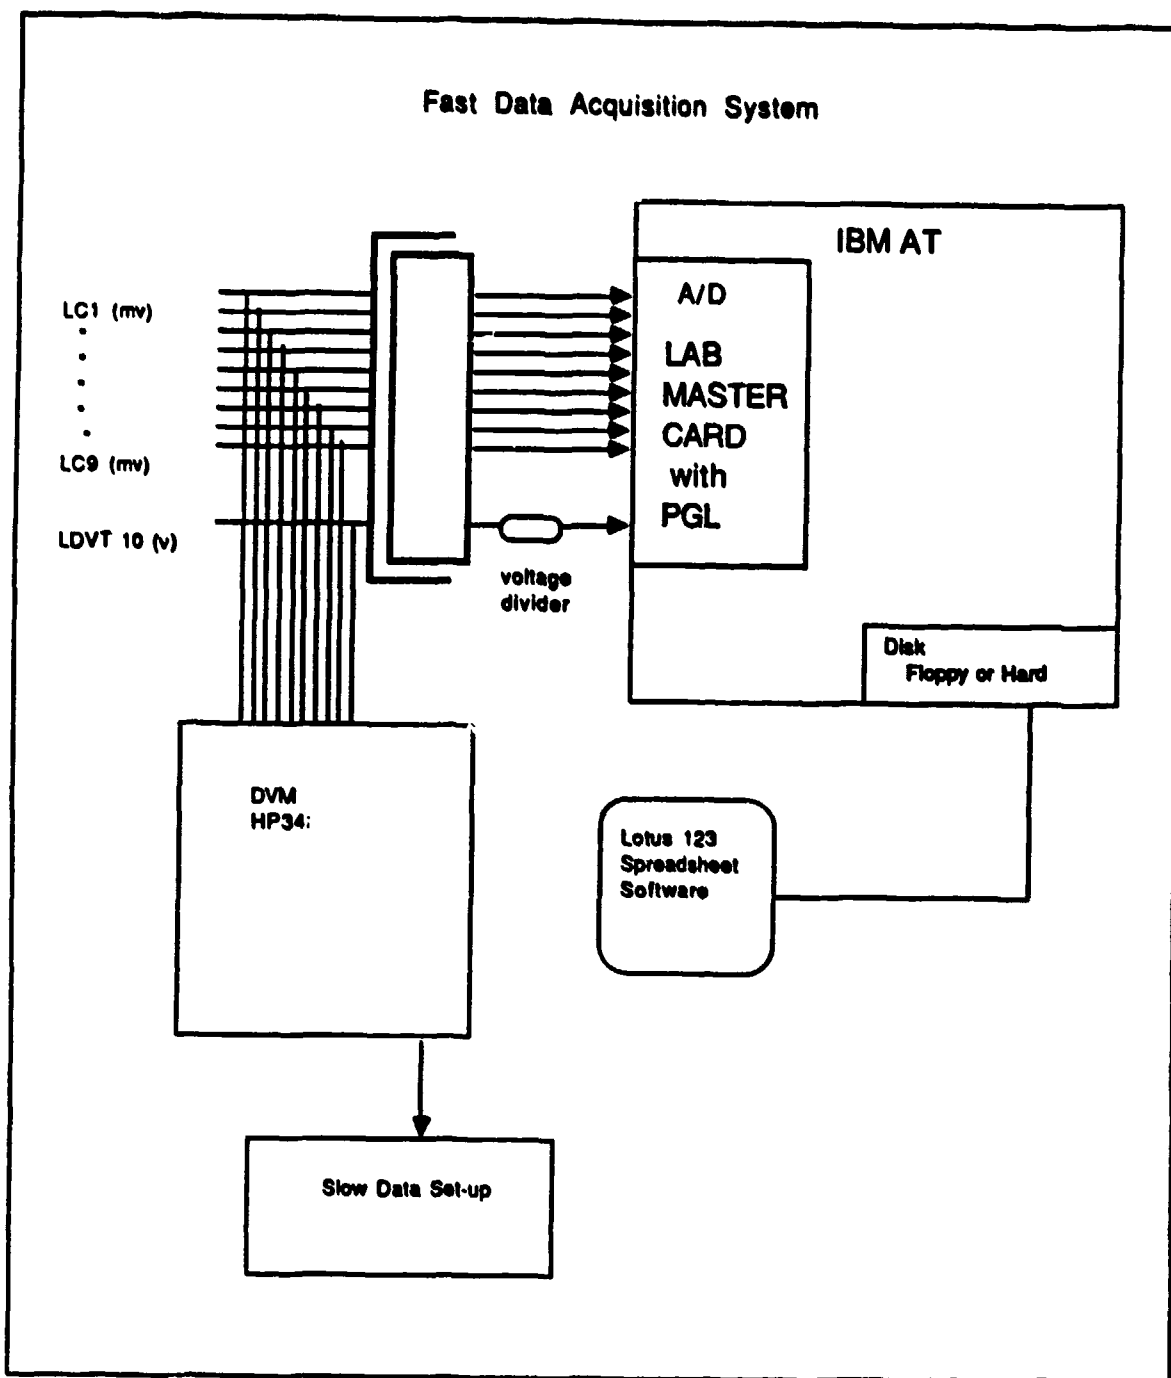 Fast Data Acquisition System
IBM AT
A/D
LAB
MASTER
CARD
with
PGL
LC1 (mv)
LC9 (mv)
LDVT 10 (v)
voltage
divider
Disk
Floppy or Hard
DVM
HP34:
Lotus 123
Spreadsheet
Software
Slow Data Set-up